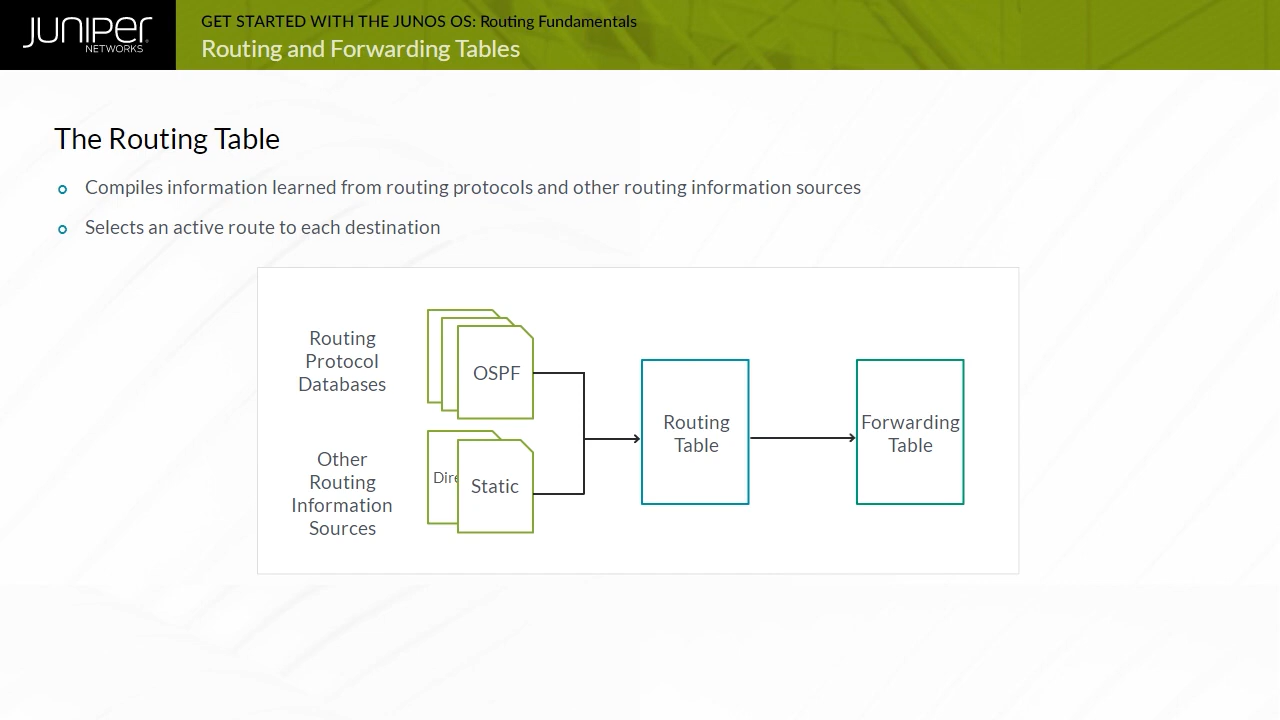 JUNIPER
NETWORKS
GET STARTED WITH THE JUNOS OS: Routing Fundamentals
Routing and Forwarding Tables
The Routing Table
Compiles information learned from routing protocols and other routing information sources
Selects an active route to each destination
Routing
Protocol
Databases
OSPF
Other
Routing
Information
Sources
Dire
Static
Routing
Table
Forwarding
Table